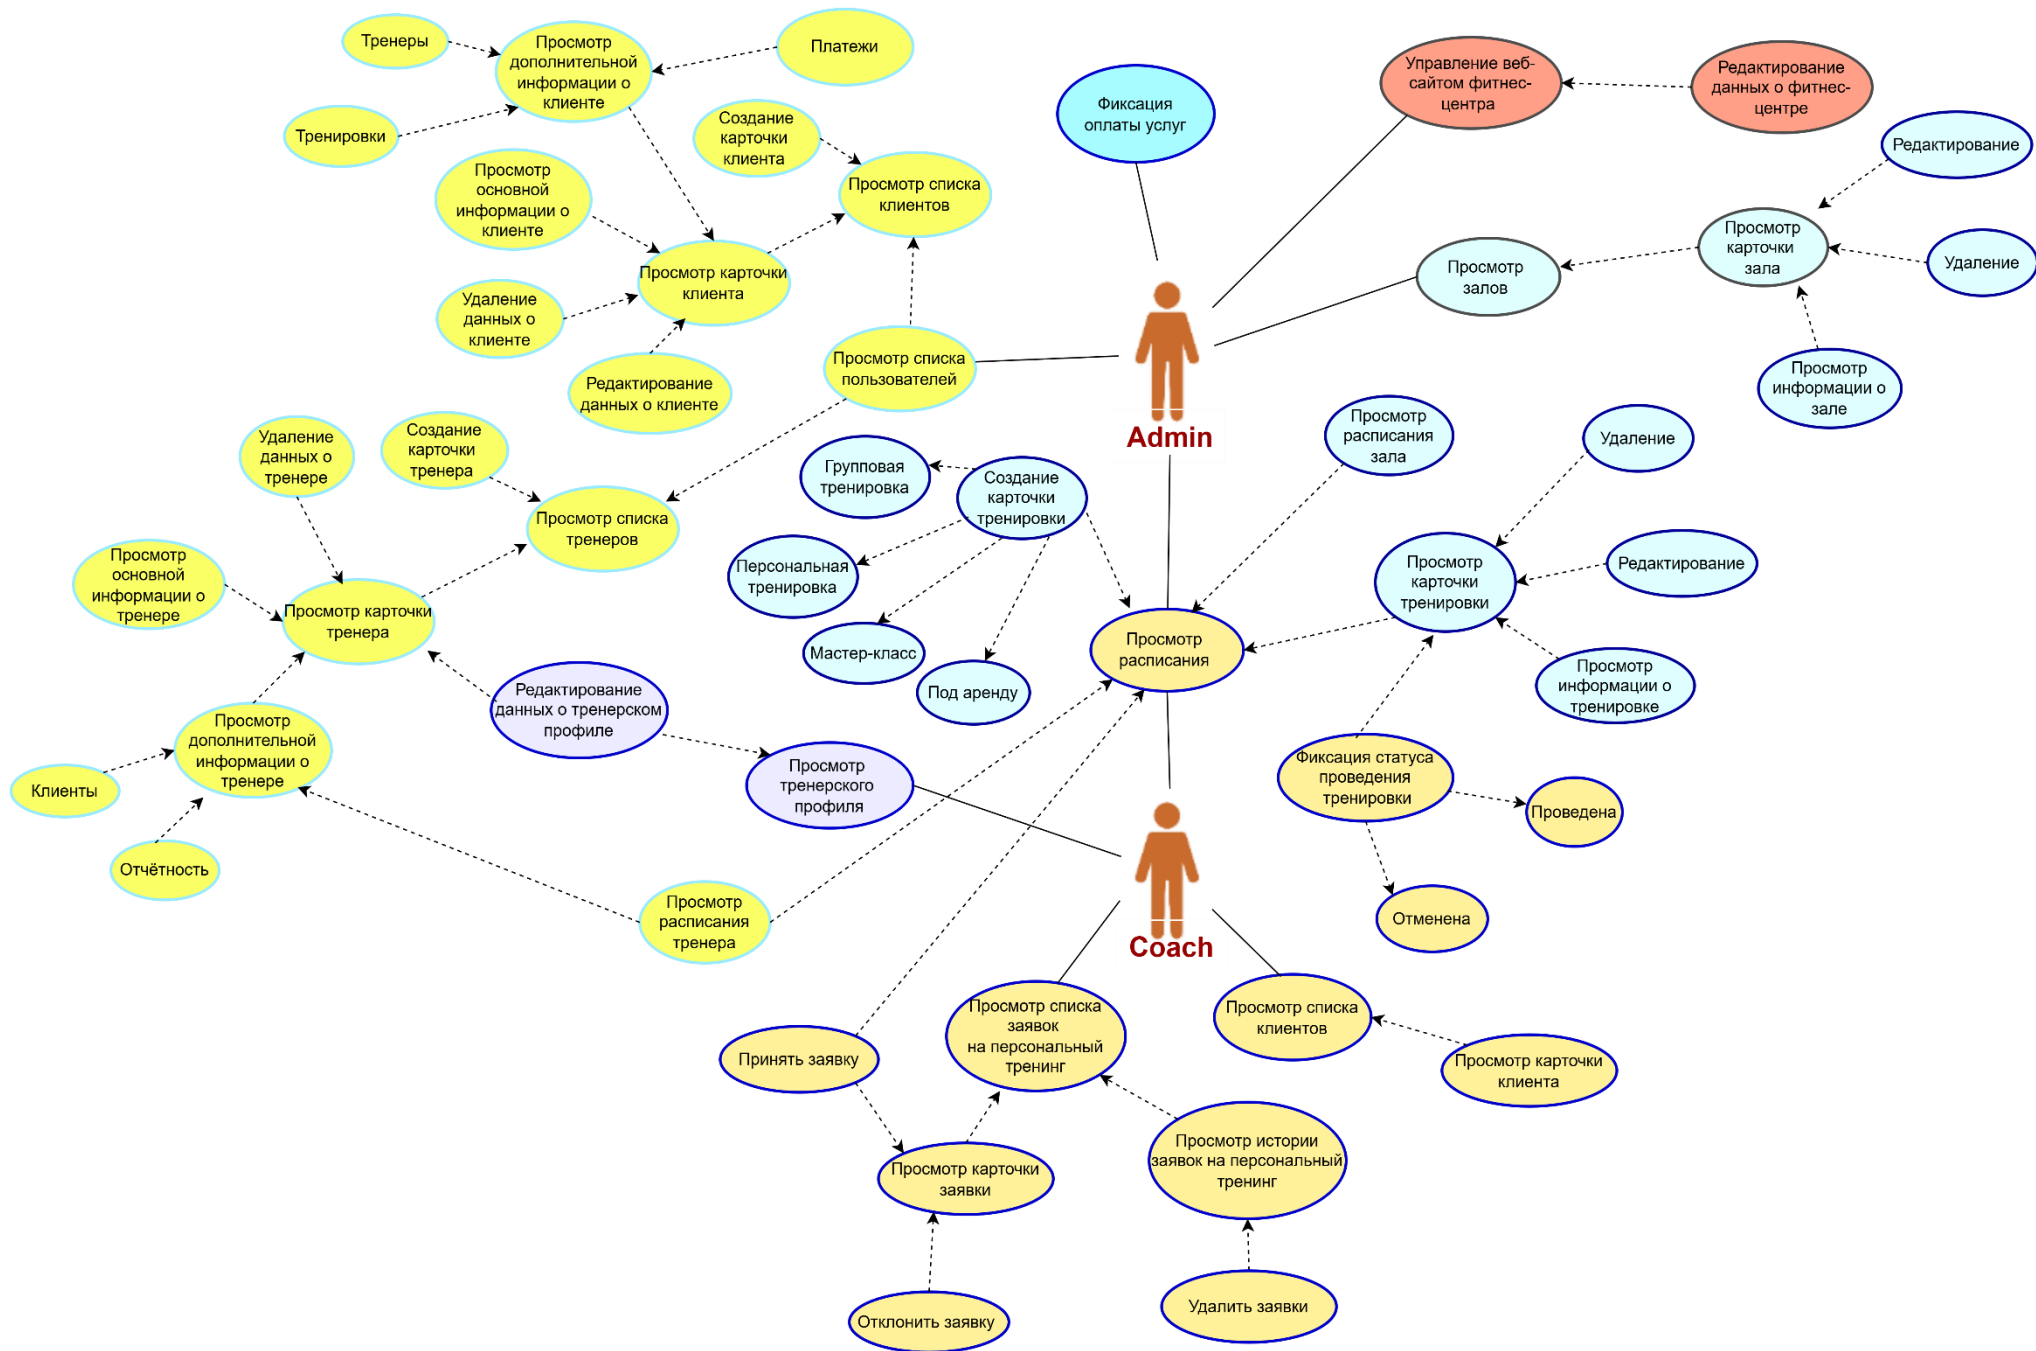 Тренеры
Просмотр
дополнительной
информации о
клиенте
Платежи
Тренировки
Создание
карточки
клиента
Просмотр
основной
информации о
клиенте
Просмотр списка
клиентов
Просмотр карточки
клиента
Удаление
данных о
клиенте
Редактирование
данных о клиенте
Просмотр списка
пользователей
Фиксация
оплаты услуг
Управление веб-
сайтом фитнес-
центра
Редактирование
данных о фитнес-
центре
Редактирование
Просмотр
карточки
зала
Удаление
Просмотр
залов
Просмотр
информации о
зале
Admin
Удаление
данных о
тренере
Создание
карточки
тренера
Просмотр списка
тренеров
Просмотр
основной
информации о
тренере
Просмотр карточки
тренера
Редактирование
данных о тренерском
профиле
Просмотр
дополнительной
информации о
тренере
Клиенты
Отчётность
Просмотр
тренерского
профиля
Просмотр
расписания
тренера
Групповая
тренировка
Создание
карточки
тренировки
Персональная
тренировка
Мастер-класс
Под аренду
Просмотр
расписания
зала
Просмотр
расписания
Удаление
Просмотр
карточки
тренировки
Редактирование
Просмотр
информации о
тренировке
Фиксация статуса
проведения
тренировки
Проведена
Отменена
Coach
Просмотр списка
заявок
на персональный
тренинг
Просмотр списка
клиентов
Просмотр карточки
клиента
Принять заявку
Просмотр карточки
заявки
Просмотр истории
заявок на персональный
тренинг
Отклонить заявку
Удалить заявки